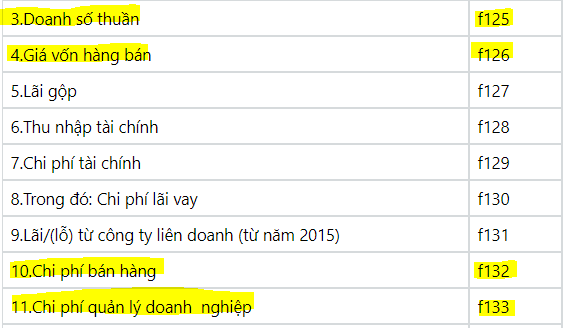 3.Doanh số thuần f125
4.Giá vốn hàng bán f126
5.Lãi gộp f127
6.Thu nhập tài chính f128
7.Chi phí tài chính f129
8.Trong đó: Chi phí lãi vay f130
9.Lãi/(lỗ) từ công ty liên doanh (từ năm 2015) f131
10.Chi phí bán hàng f132
11.Chi phí quản lý doanh nghiệp f133